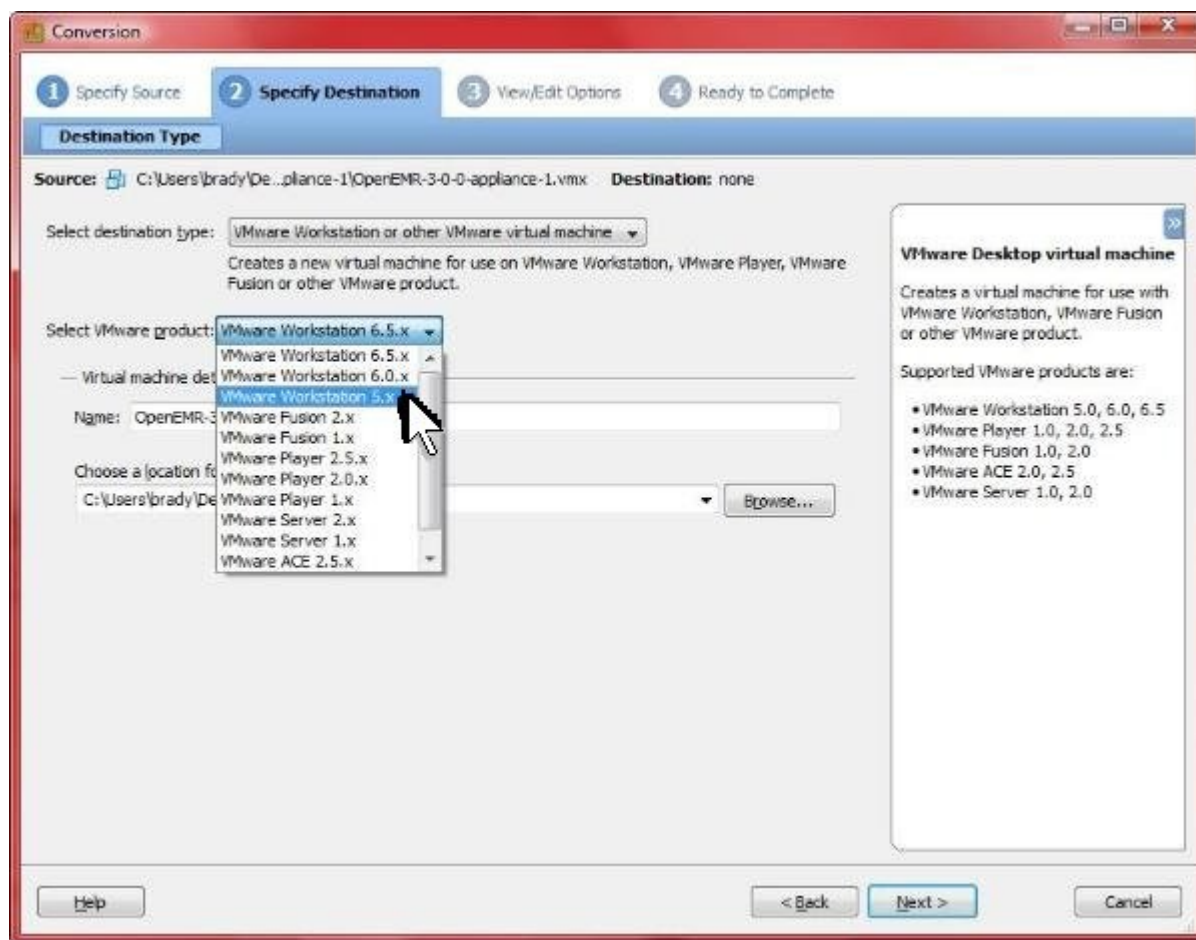 Conversion
1 Specify Source 2 Specify Destination 3 View/Edit Options 4 Ready to Complete
Destination Type
Source: C:\Users\brady\De...pliance-1\OpenEMR-3-0-0-appliance-1.vmx Destination: none
Select destination type: VMware Workstation or other VMware virtual machine
Creates a new virtual machine for use on VMware Workstation, VMware Player, VMware
Fusion or other VMware product.
Select VMware product: VMware Workstation 6.5.x
VMware Workstation 6.5.x
VMware Workstation 6.0.x
VMware Workstation 5.x
VMware Fusion 2.x
VMware Fusion 1.x
VMware Player 2.5.x
VMware Player 2.0.x
VMware Player 1.x
VMware Server 2.x
VMware Server 1.x
VMware ACE 2.5.x
Virtual machine det
Name: OpenEMR-3
Choose a location fo
C:\Users\brady\De
Browse...
VMware Desktop virtual machine
Creates a virtual machine for use with
VMware Workstation, VMware Fusion
or other VMware product.
Supported VMware products are:
• VMware Workstation 5.0, 6.0, 6.5
• VMware Player 1.0, 2.0, 2.5
• VMware Fusion 1.0, 2.0
• VMware ACE 2.0, 2.5
• VMware Server 1.0, 2.0
Help < Back Next > Cancel